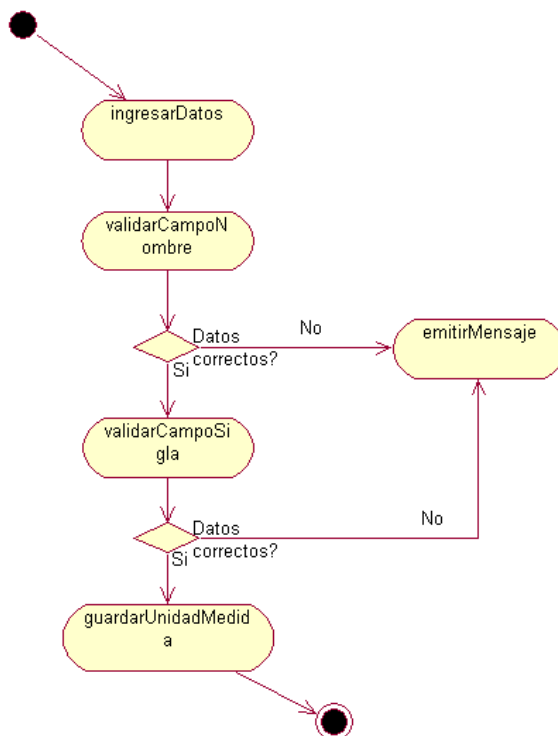 ingresarDatos
validarCampoN
ombre
Datos
correctos?
No
emitirMensaje
Si
validarCampoSi
gla
Datos
correctos?
No
Si
guardarUnidadMedid
a